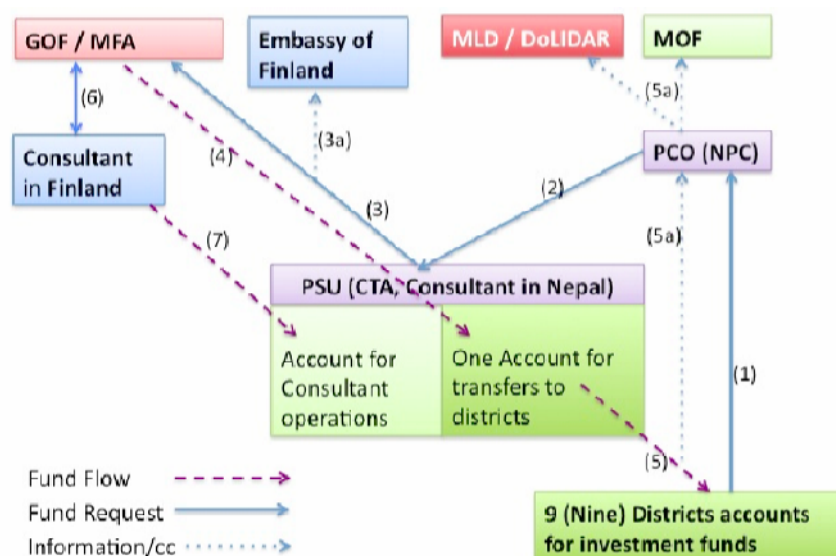 GOF / MFA
Embassy of
Finland
MLD / DoLIDAR
MOF
(6)
(3a)
(5a)
Consultant
in Finland
(4)
PCO (NPC)
(2)
(3)
(7)
(5a)
PSU (CTA, Consultant in Nepal)
Account for
Consultant
operations
One Account for
transfers to
districts
(1)
(5)
Fund Flow
Fund Request
Information/cc
9 (Nine) Districts accounts
for investment funds